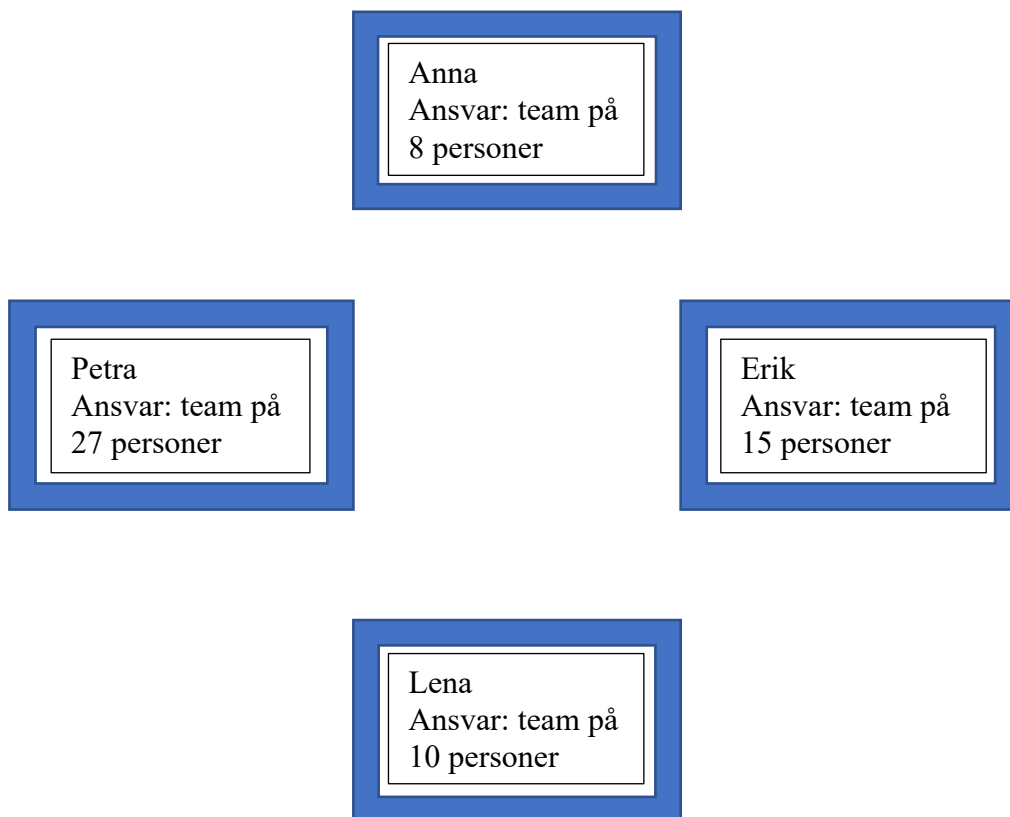 Anna
Ansvar: team på
8 personer
Petra
Ansvar: team på
27 personer
Erik
Ansvar: team på
15 personer
Lena
Ansvar: team på
10 personer